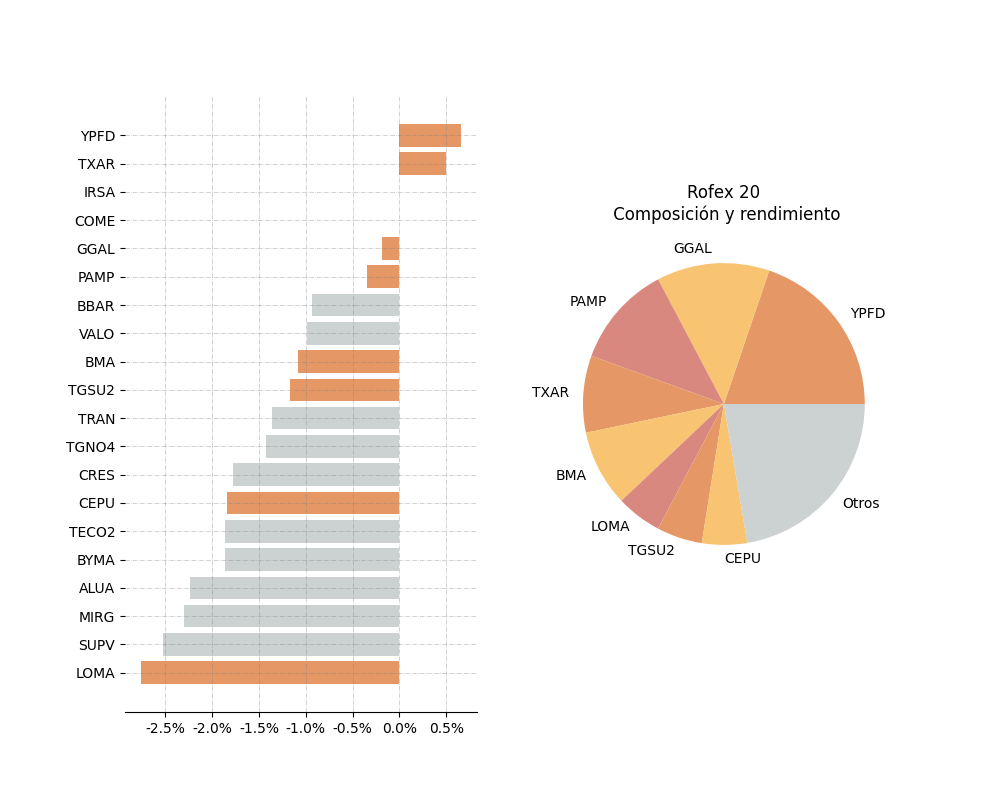 YPFD
TXAR
IRSA
COME
GGAL
PAMP
BBAR
VALO
BMA
TGSU2
TRAN
TGNO4
CRES
CEPU
TECO2
BYMA
ALUA
MIRG
SUPV
LOMA
-2.5% -2.0% -1.5% -1.0% -0.5% 0.0% 0.5%
Rofex 20
Composición y rendimiento
GGAL
YPFD
PAMP
TXAR
BMA
Otros
LOMA
TGSU2
CEPU